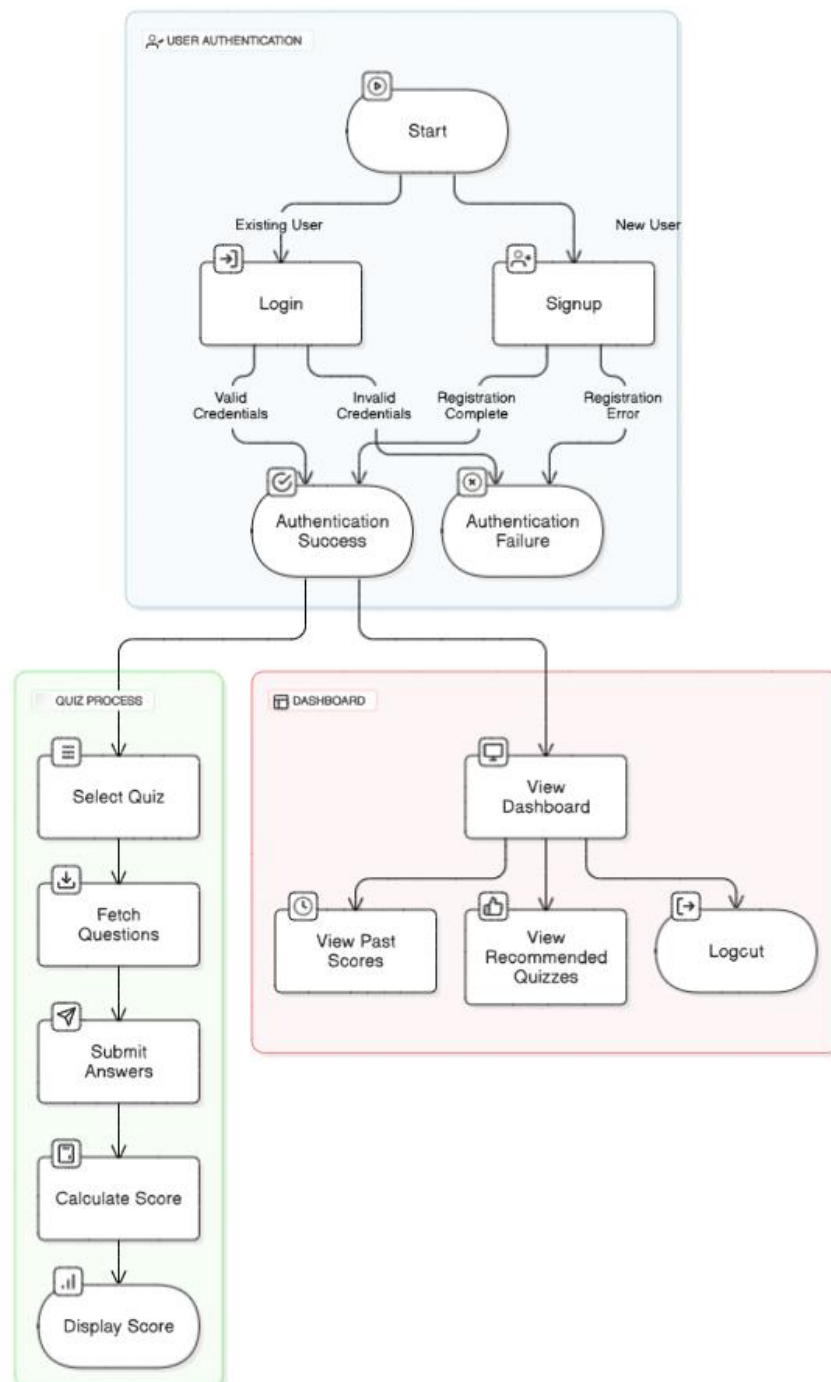 USER AUTHENTICATION
Start
Existing User
New User
Login
Signup
Valid
Credentials
Invalid
Credentials
Registration
Complete
Registration
Error
Authentication
Success
Authentication
Failure
QUIZ PROCESS
DASHBOARD
Select Quiz
View
Dashboard
Fetch
Questions
View Past
Scores
View
Recommended
Quizzes
Logcut
Submit
Answers
Calculate Score
Display Score